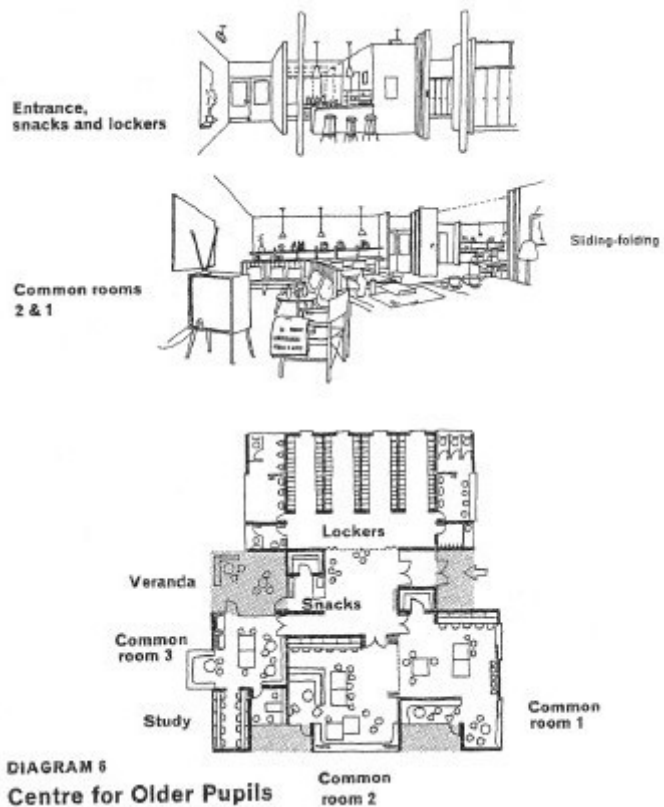 Entrance,
snacks and lockers
Sliding-folding
Common rooms
2 & 1
Lockers
Veranda
Snacks
Common
room 3
Study
Common
room 1
DIAGRAM 6
Centre for Older Pupils
Common
room 2